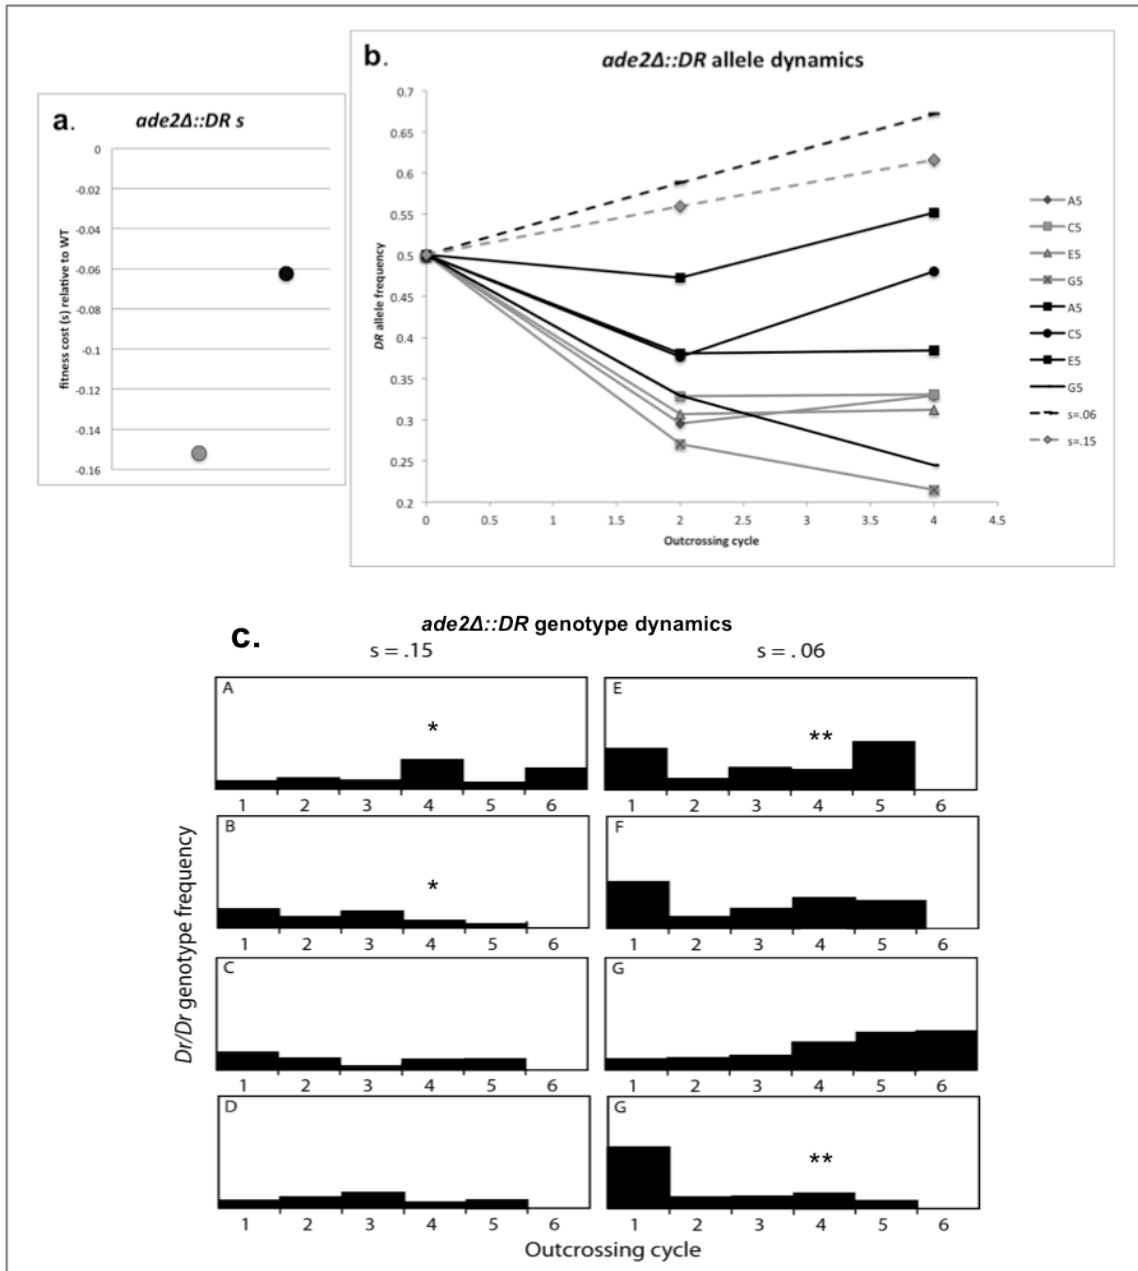 a.
ade2Δ::DR s
0
-0.02
-0.04
-0.06
-0.08
-0.1
-0.12
-0.14
-0.16
fitness cost (s) relative to WT
b.
ade2Δ::DR allele dynamics
0.7
0.65
0.6
0.55
0.5
0.45
0.4
0.35
0.3
0.25
0.2
DR allele frequency
0 0.5 1 1.5 2 2.5 3 3.5 4 4.5
Outcrossing cycle
A5
C5
E5
G5
A5
C5
E5
G5
s=.06
s=.15
c.
ade2Δ::DR genotype dynamics
s = .15 s = . 06
A
*
1 2 3 4 5 6
E
**
1 2 3 4 5 6
B
*
1 2 3 4 5 6
F
1 2 3 4 5 6
C
1 2 3 4 5 6
G
1 2 3 4 5 6
D
1 2 3 4 5 6
G
**
1 2 3 4 5 6
Dr/Dr genotype frequency
Outcrossing cycle